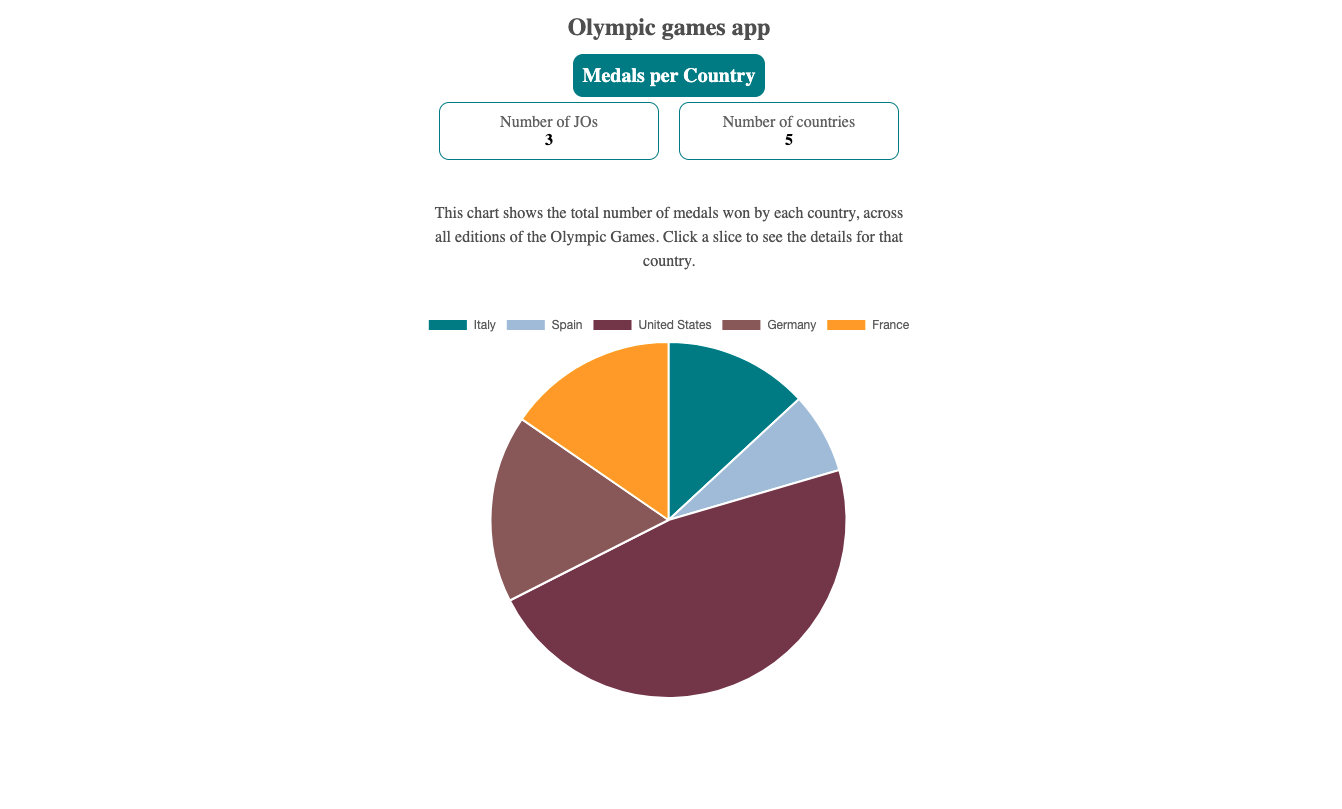 Olympic games app
Medals per Country
Number of JOs
3
Number of countries
5
This chart shows the total number of medals won by each country, across
all editions of the Olympic Games. Click a slice to see the details for that
country.
Italy Spain United States Germany France